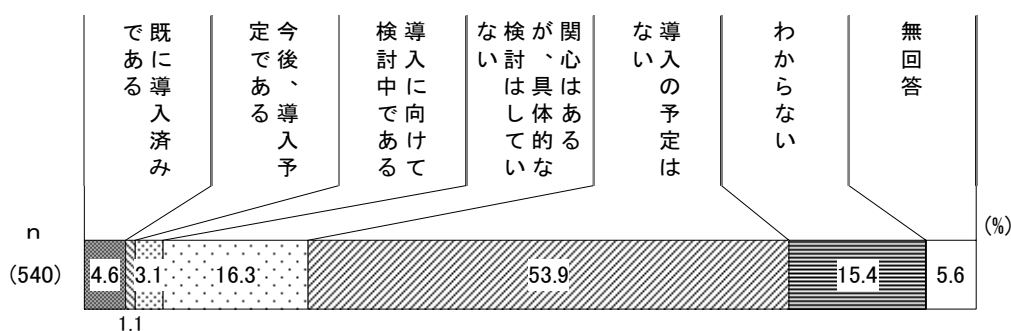 既に導入済み
である
今後、導入予
定である
導入に向けて
検討中である
関心はある
が、具体的な
検討はしてい
ない
導入の予定は
ない
わからない
無回答
(%)
n
(540)
4.6
1.1
3.1
16.3
53.9
15.4
5.6